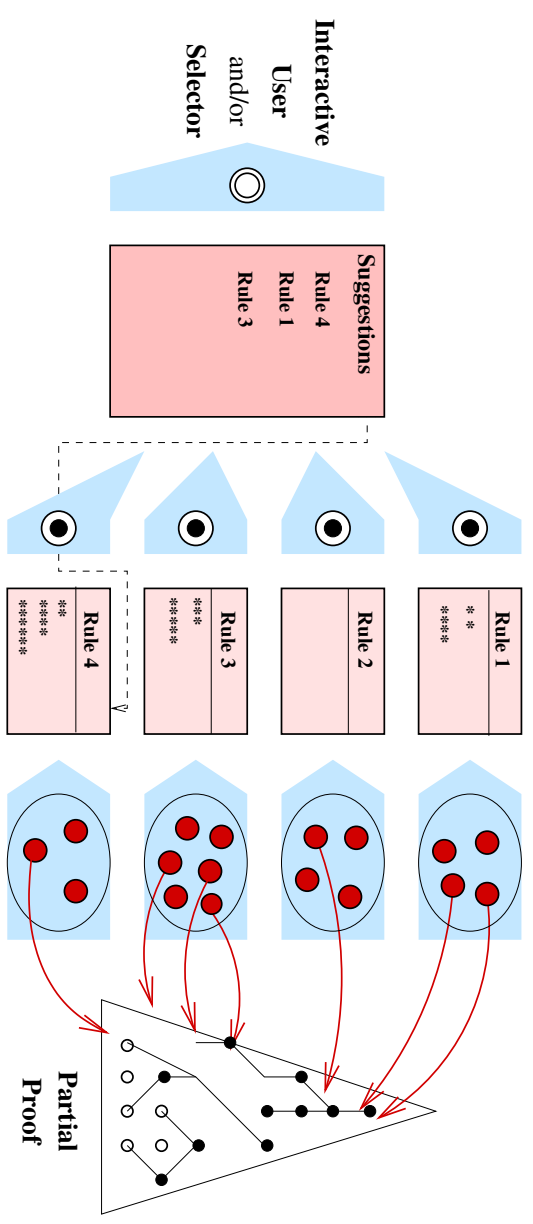 Interactive
User
and/or
Selector
Suggestions
Rule 4
Rule 1
Rule 3
Rule 1
* *
****
Rule 2
Rule 3
***
*****
Rule 4
**
****
******
Partial
Proof